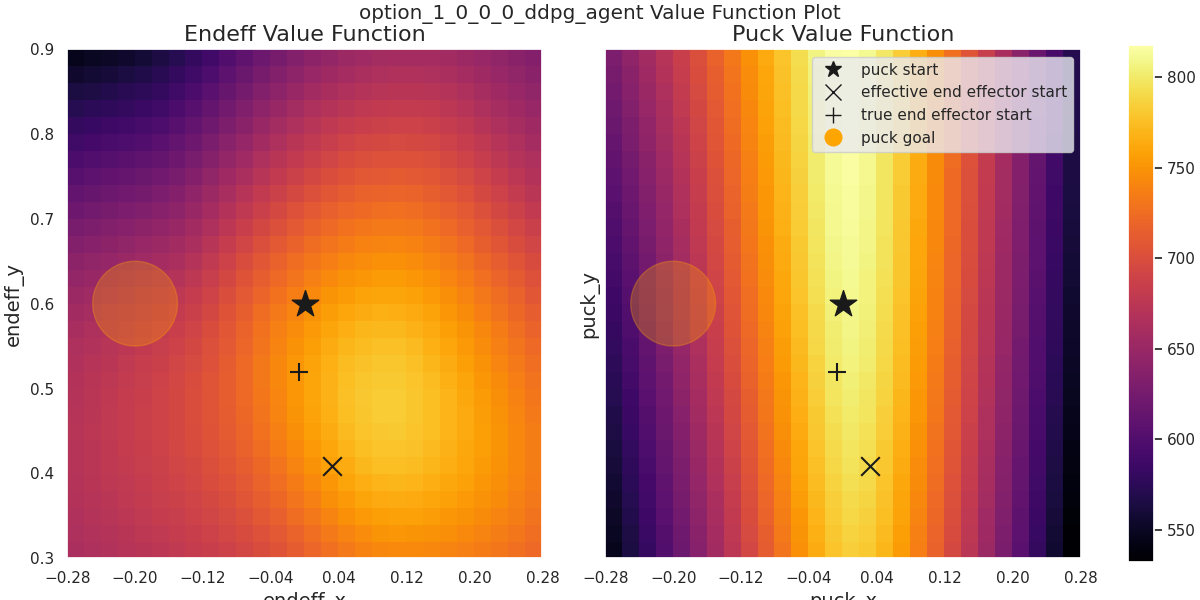 option_1_0_0_0_ddpg_agent Value Function Plot
Endeff Value Function
Puck Value Function
endeff_y
0.9
0.8
0.7
0.6
0.5
0.4
0.3
−0.28 −0.20 −0.12 −0.04 0.04 0.12 0.20 0.28
endeff_x
puck_y
puck start
effective end effector start
true end effector start
puck goal
−0.28 −0.20 −0.12 −0.04 0.04 0.12 0.20 0.28
puck_x
800
750
700
650
600
550